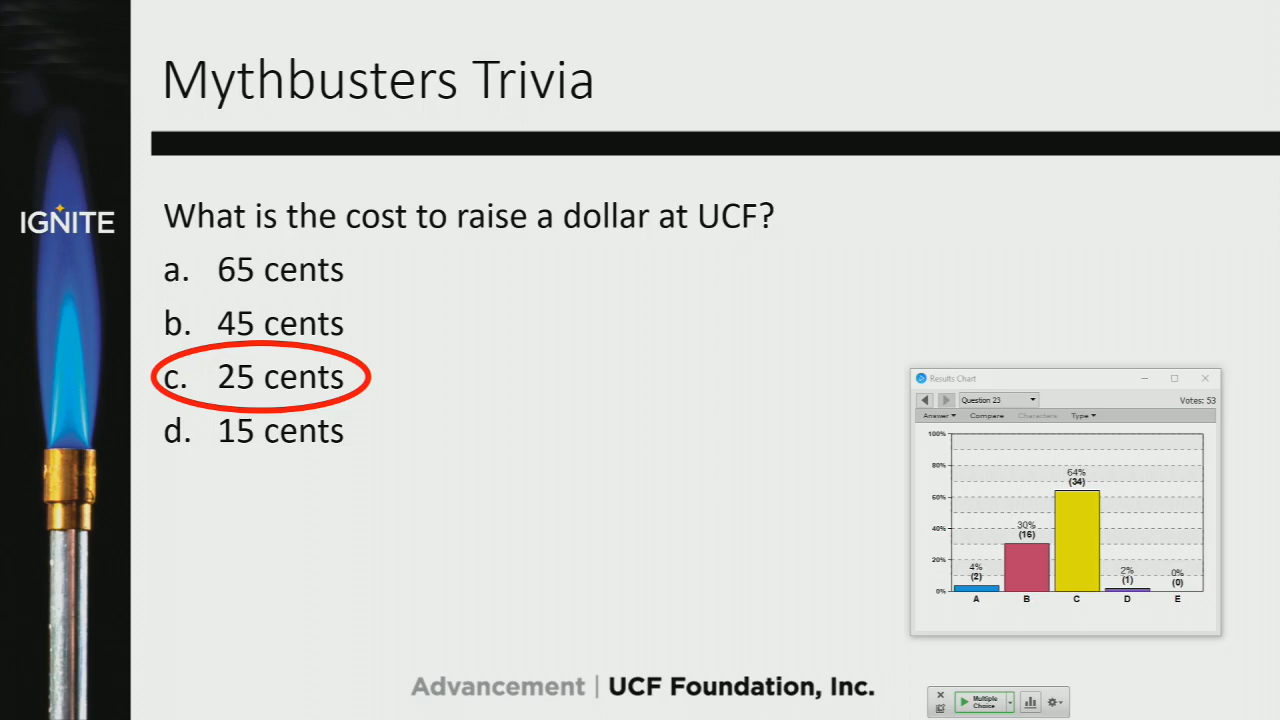 Mythbusters Trivia
IGNITE
What is the cost to raise a dollar at UCF?
a. 65 cents
b. 45 cents
c. 25 cents
d. 15 cents
Results Chart
Question 23
Votes: 53
Answer Compare Characters Type
100%
80%
60%
40%
20%
0%
4%
(2)
30%
(16)
64%
(34)
2%
(1)
0%
(0)
A B C D E
Advancement | UCF Foundation, Inc.
Multiple
Choice